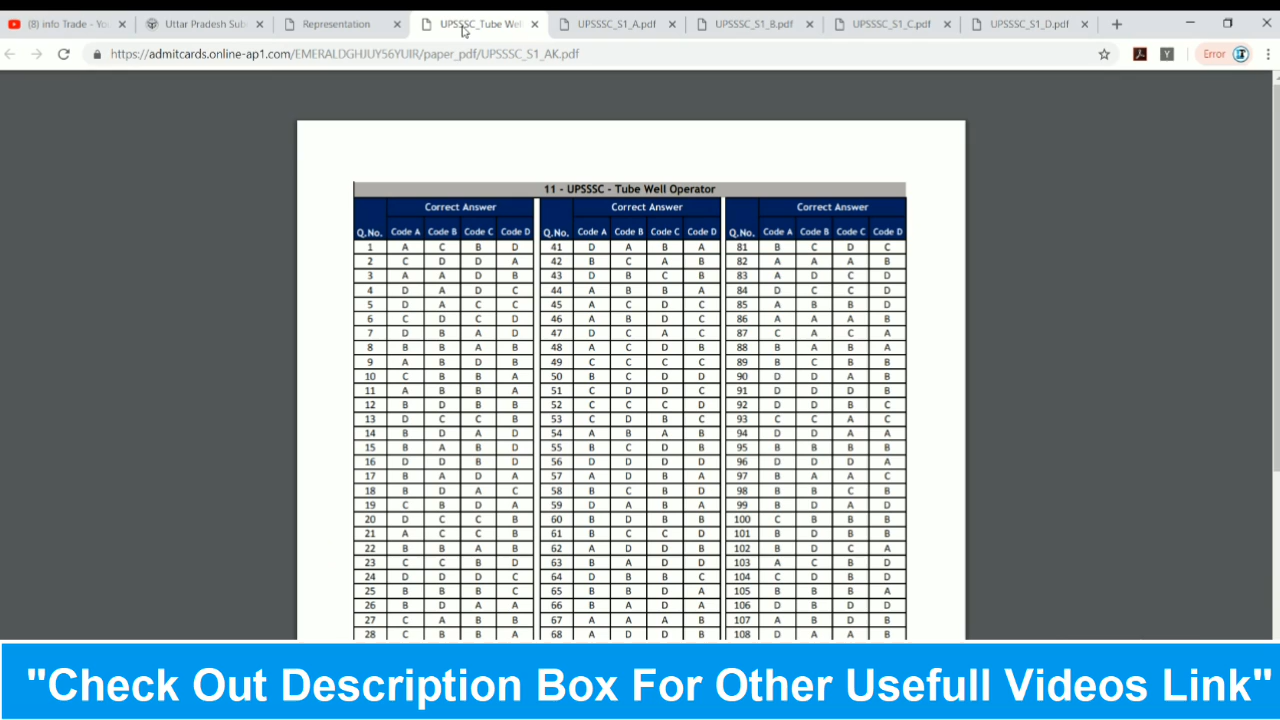 (8) info Trade - Yo
Uttar Pradesh Sub
Representation
UPSSSC_Tube Wel
UPSSSC_S1_A.pdf
UPSSSC_S1_B.pdf
UPSSSC_S1_C.pdf
UPSSSC_S1_D.pdf
https://admitcards.online-ap1.com/EMERALDGHJUY56YUIR/paper_pdf/UPSSSC_S1_AK.pdf
Error
11 - UPSSSC - Tube Well Operator
Correct Answer Correct Answer Correct Answer
Q.No. Code A Code B Code C Code D Q.No. Code A Code B Code C Code D Q.No. Code A Code B Code C Code D
1 A C B D 41 D A B A 81 B C D C
2 C D D A 42 B C A B 82 A A A B
3 A A D B 43 D B C B 83 A D C D
4 D A D C 44 A B B A 84 D C C D
5 D A C C 45 A C D C 85 A B B D
6 C D C D 46 A B D C 86 A A A B
7 D B A D 47 D C A C 87 C A C A
8 B B A B 48 A C D B 88 B A B A
9 A B D B 49 C C C C 89 B C B B
10 C B B A 50 B C D D 90 D D A B
11 A B B A 51 C D D C 91 D D D B
12 B D B B 52 C C C D 92 D D B C
13 D C C B 53 C D B C 93 C C A C
14 B D A D 54 A B A B 94 D D A A
15 B A B D 55 B C D B 95 B B B B
16 D D B D 56 D D D D 96 D D D A
17 B A D A 57 A D B A 97 B A A C
18 B D A C 58 B C B D 98 B B C B
19 C B D A 59 D A B A 99 B D A D
20 D C C B 60 B D B B 100 C B B B
21 A C C B 61 B C C D 101 B D B B
22 B B A B 62 A D D B 102 B D C A
23 C C B D 63 B A D D 103 A C B D
24 D D D C 64 D B B C 104 C D B D
25 B B B C 65 B B D A 105 B B B A
26 B D A A 66 B A D A 106 D B D D
27 C A B B 67 A A A B 107 A B D B
28 C B B A 68 A D D B 108 D A A B
"Check Out Description Box For Other Usefull Videos Link"